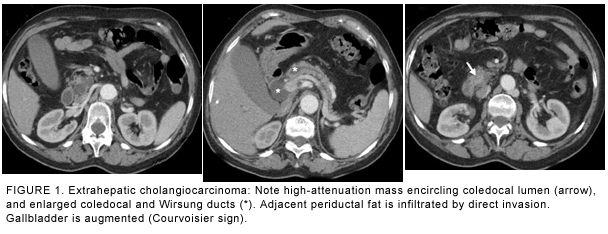 FIGURE 1. Extrahepatic cholangiocarcinoma: Note high-attenuation mass encircling coledocal lumen (arrow),
and enlarged coledocal and Wirsung ducts (*). Adjacent periductal fat is infiltrated by direct invasion.
Gallbladder is augmented (Courvoisier sign).